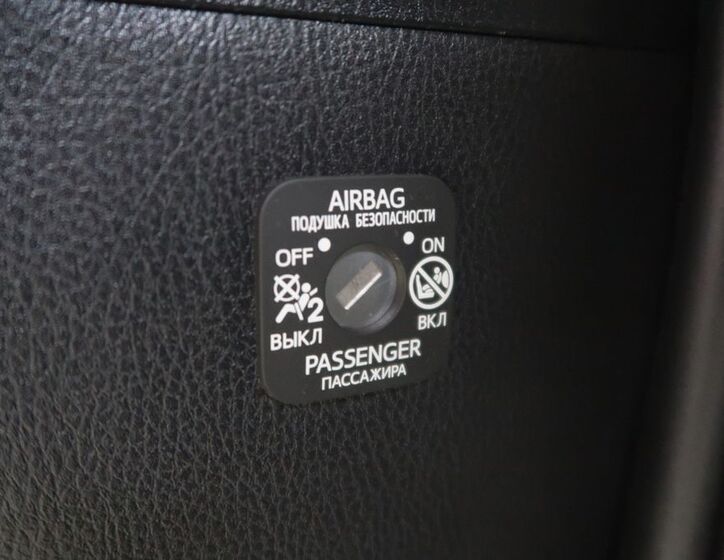 AIRBAG
ПОДУШКА БЕЗОПАСНОСТИ
OFF ON
2
ВЫКЛ ВКЛ
PASSENGER
ПАССАЖИРА